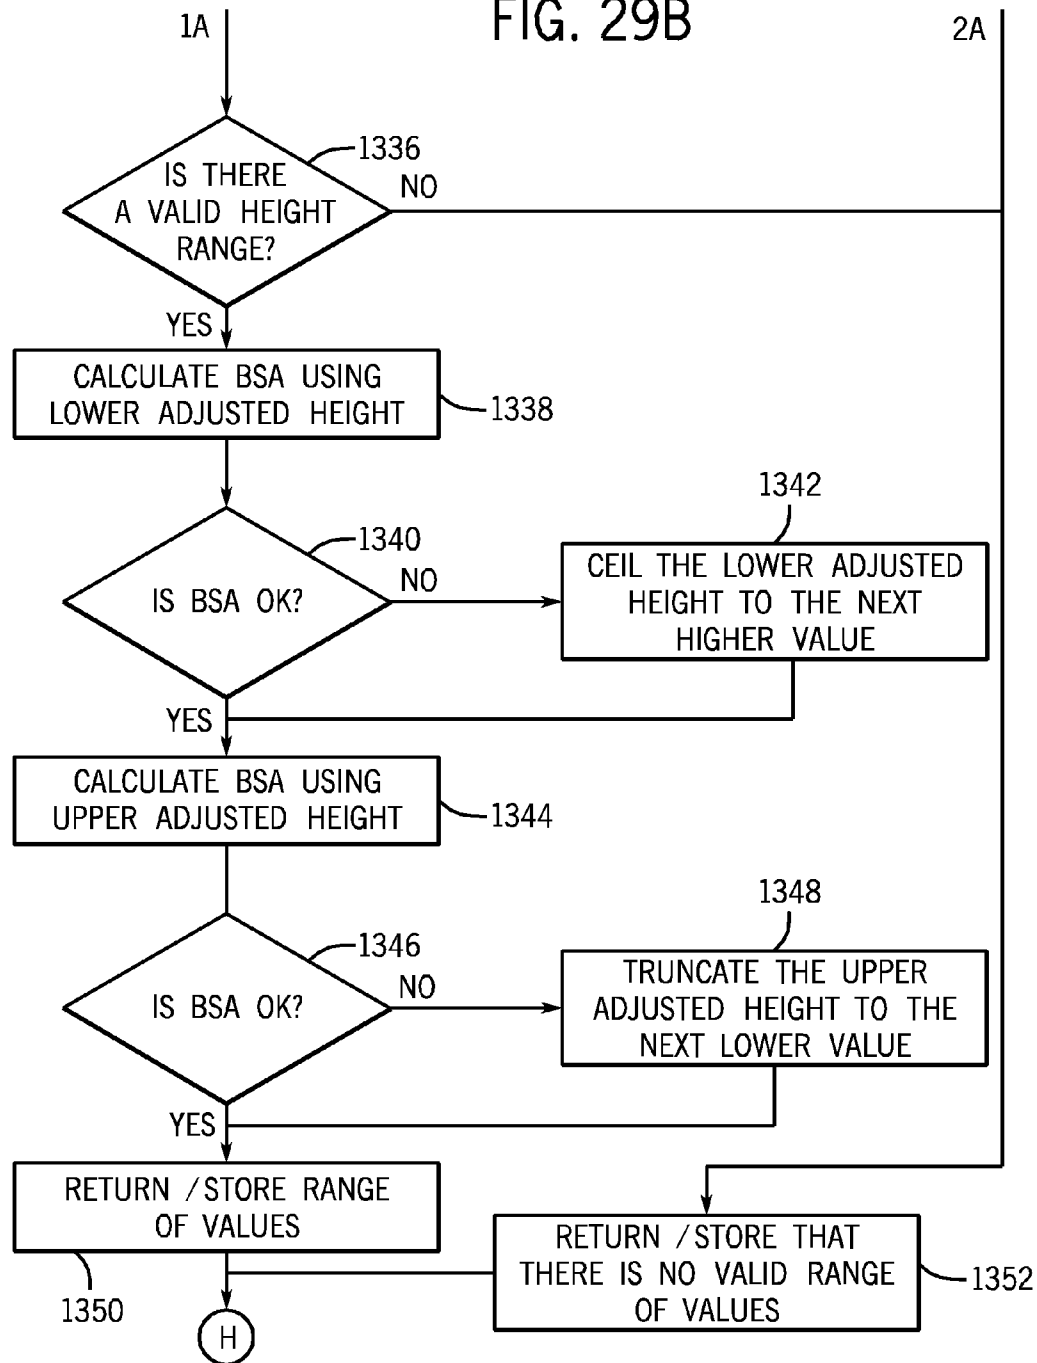 FIG. 29B
1A
2A
1336
IS THERE
A VALID HEIGHT
RANGE?
NO
YES
CALCULATE BSA USING
LOWER ADJUSTED HEIGHT
1338
1340
IS BSA OK?
NO
1342
CEIL THE LOWER ADJUSTED
HEIGHT TO THE NEXT
HIGHER VALUE
YES
CALCULATE BSA USING
UPPER ADJUSTED HEIGHT
1344
1346
IS BSA OK?
NO
1348
TRUNCATE THE UPPER
ADJUSTED HEIGHT TO THE
NEXT LOWER VALUE
YES
RETURN /STORE RANGE
OF VALUES
1350
RETURN /STORE THAT
THERE IS NO VALID RANGE
OF VALUES
1352
H